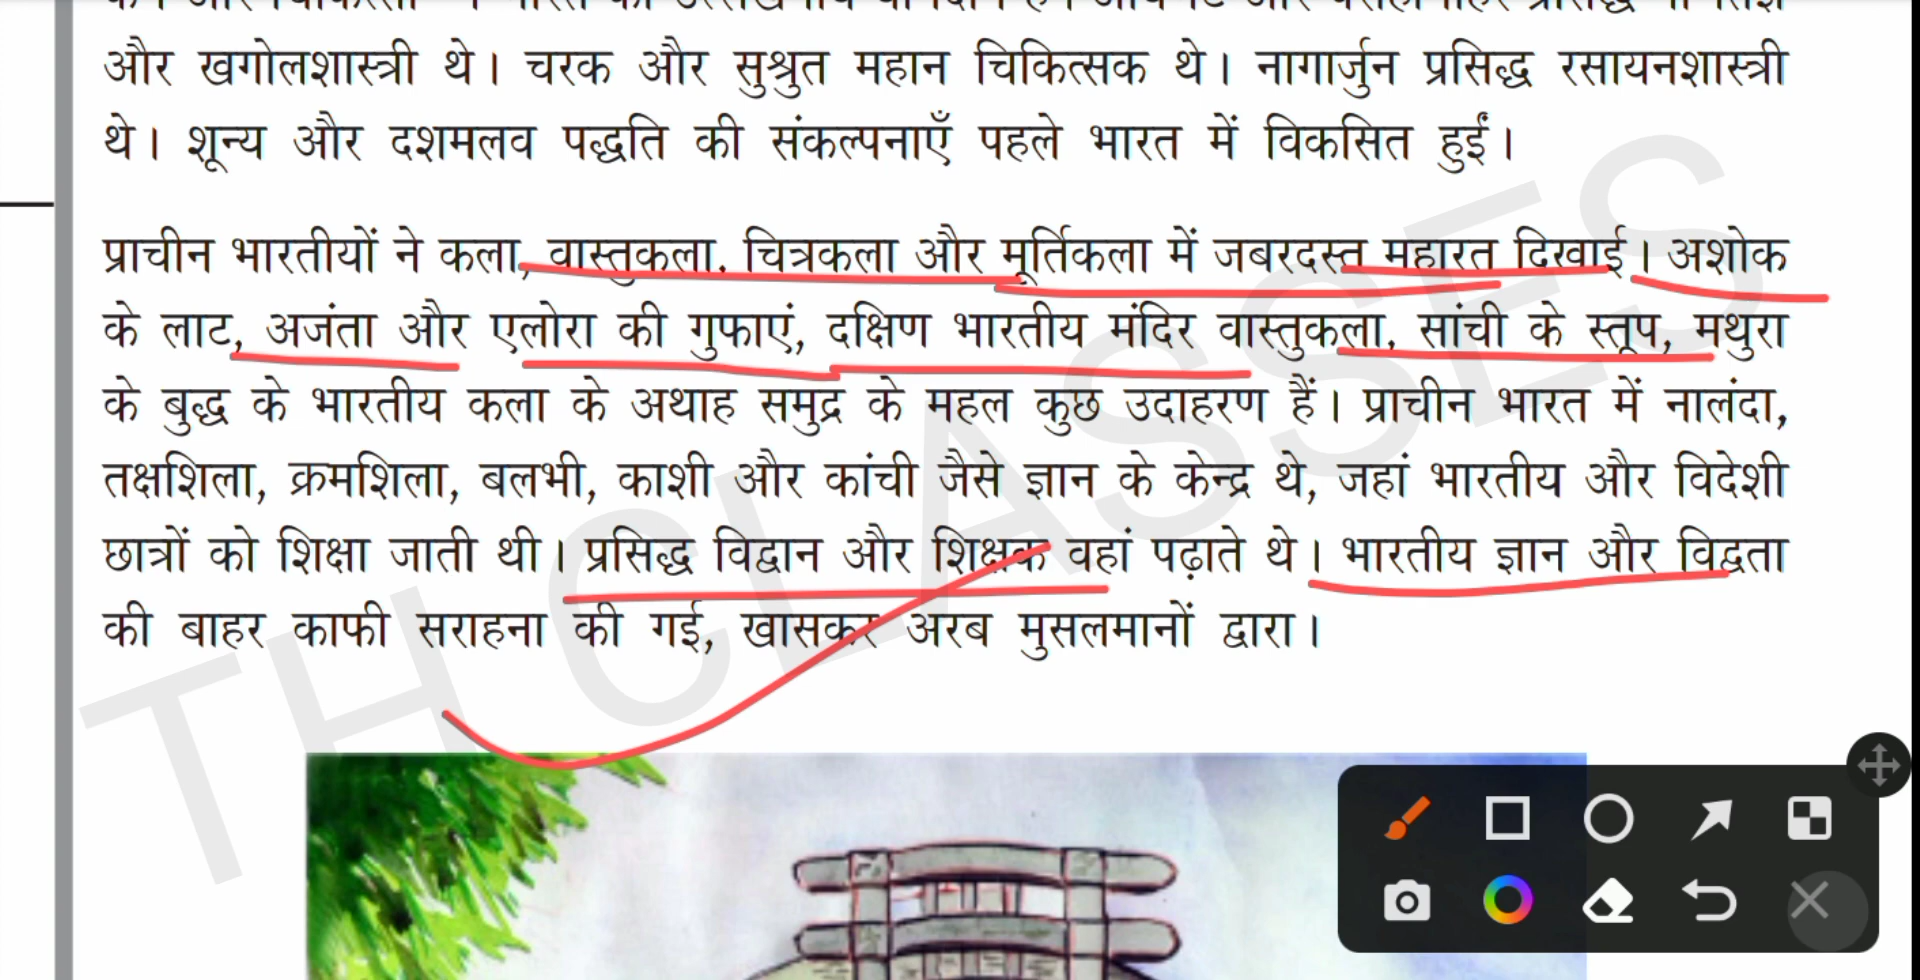 और खगोलशास्त्री थे। चरक और सुश्रुत महान चिकित्सक थे। नागार्जुन प्रसिद्ध रसायनशास्त्री
थे। शून्य और दशमलव पद्धति की संकल्पनाएँ पहले भारत में विकसित हुईं।
प्राचीन भारतीयों ने कला, वास्तुकला, चित्रकला और मूर्तिकला में जबरदस्त महारत दिखाई। अशोक
के लाट, अजंता और एलोरा की गुफाएं, दक्षिण भारतीय मंदिर वास्तुकला, सांची के स्तूप, मथुरा
के बुद्ध के भारतीय कला के अथाह समुद्र के महल कुछ उदाहरण हैं। प्राचीन भारत में नालंदा,
तक्षशिला, क्रमशिला, बलभी, काशी और कांची जैसे ज्ञान के केन्द्र थे, जहां भारतीय और विदेशी
छात्रों को शिक्षा जाती थी। प्रसिद्ध विद्वान और शिक्षक वहां पढ़ाते थे। भारतीय ज्ञान और विद्वता
की बाहर काफी सराहना की गई, खासकर अरब मुसलमानों द्वारा।
TH CLASSES